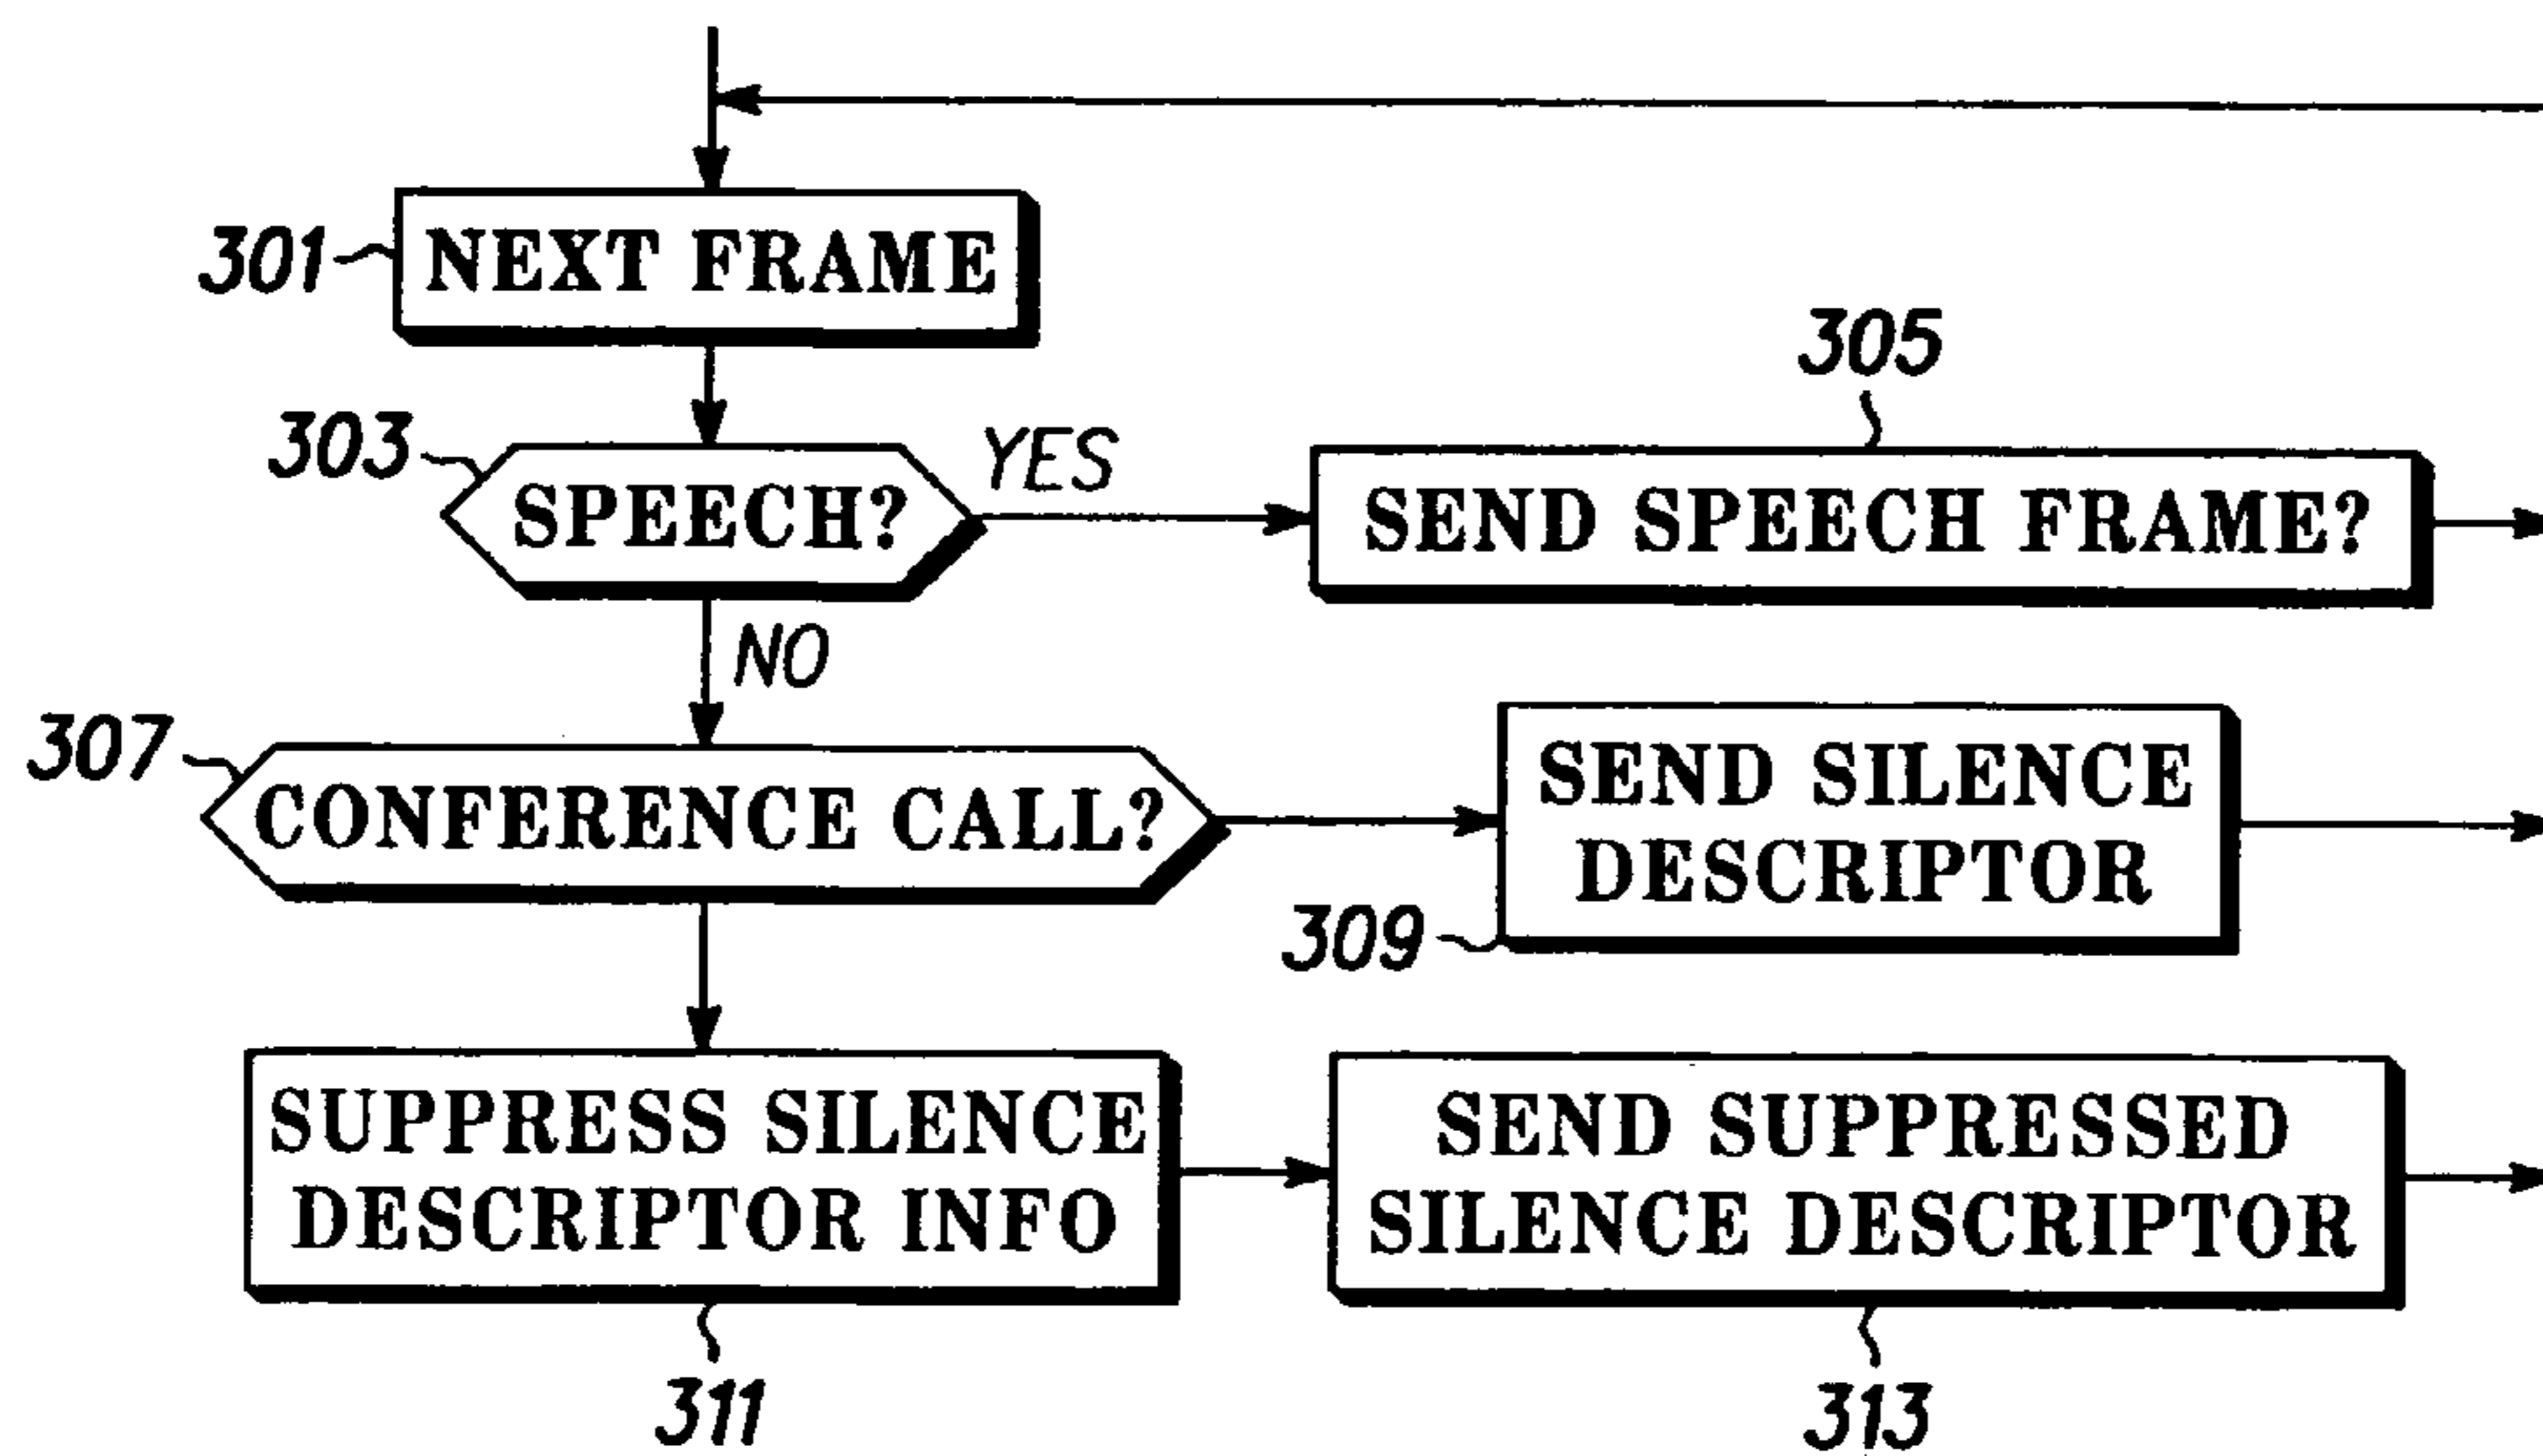 301
NEXT FRAME
305
303
SPEECH?
YES
SEND SPEECH FRAME?
NO
307
CONFERENCE CALL?
SEND SILENCE
DESCRIPTOR
309
SUPPRESS SILENCE
DESCRIPTOR INFO
SEND SUPPRESSED
SILENCE DESCRIPTOR
311
313